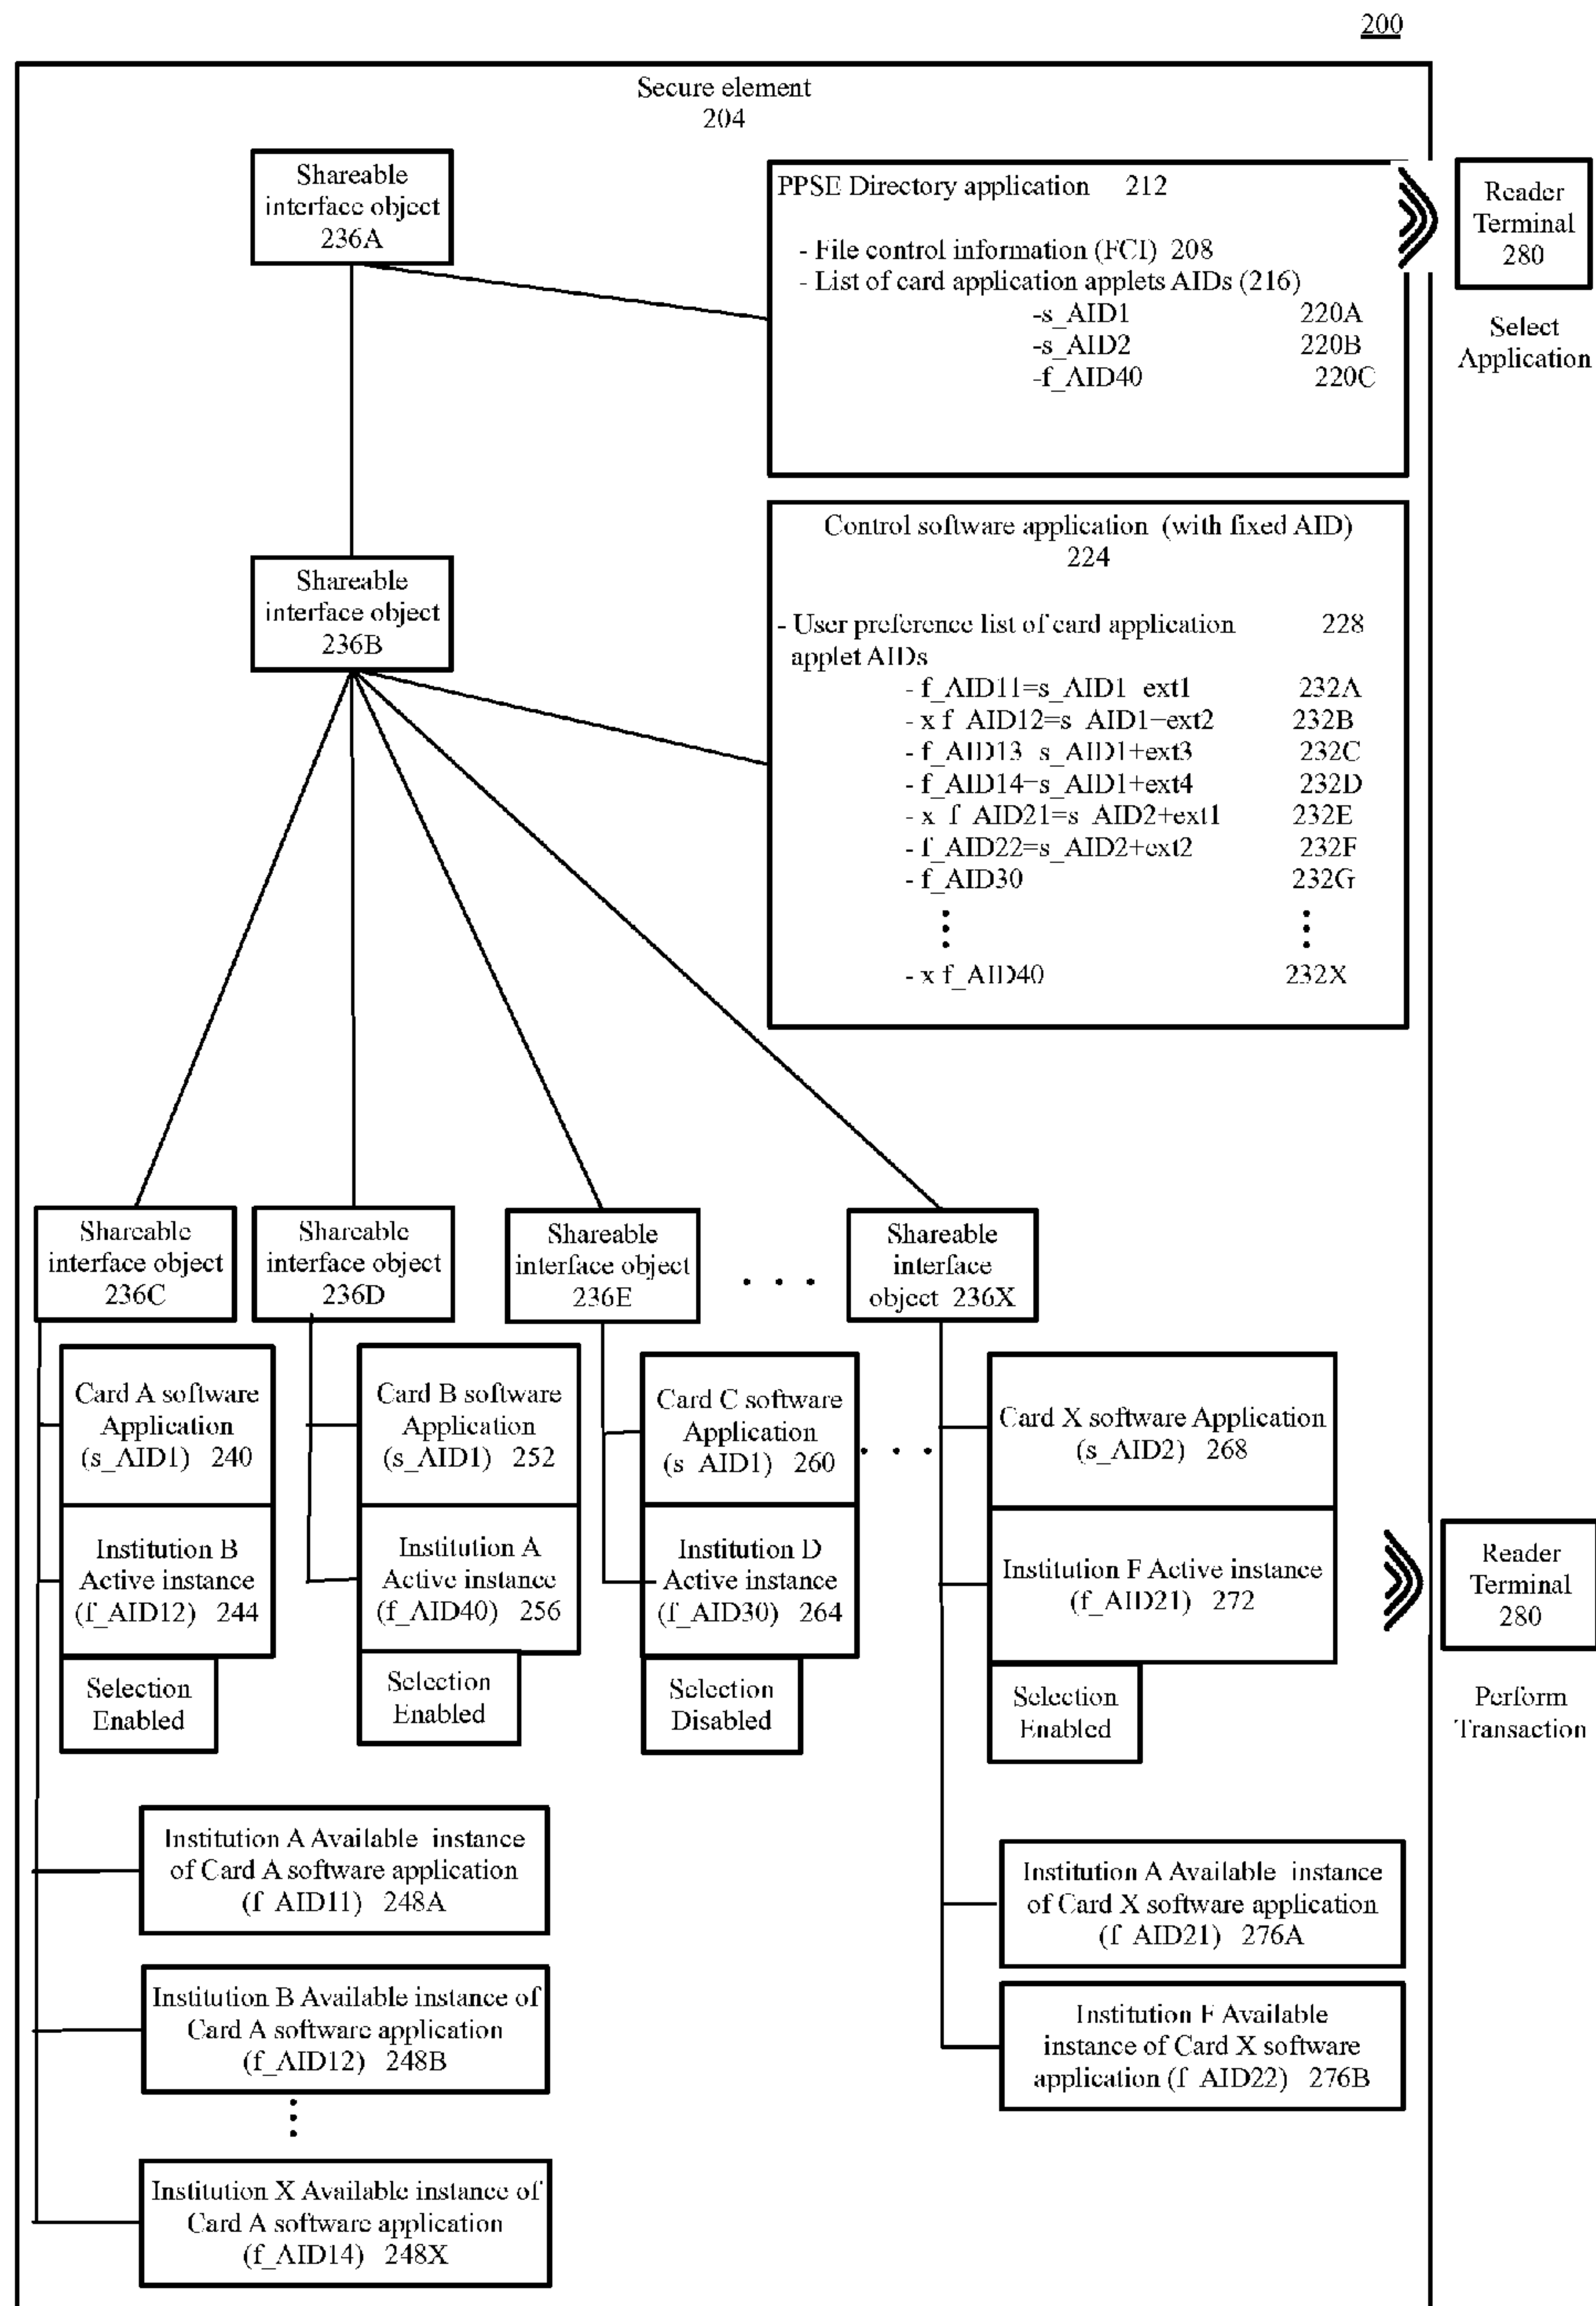 200
Secure element
204
Shareable
interface object
236A
PPSE Directory application 212
- File control information (FCI) 208
- List of card application applets AIDs (216)
-s_AID1 220A
-s_AID2 220B
-f_AID40 220C
Reader
Terminal
280
Select
Application
Shareable
interface object
236B
Control software application (with fixed AID)
224
- User preference list of card application 228
applet AIDs
- f_AID11=s_AID1 ext1 232A
- x f AID12=s AID1−ext2 232B
- f_AID13 s_AID1+ext3 232C
- f_AID14=s_AID1+ext4 232D
- x f AID21=s AID2+ext1 232E
- f_AID22=s_AID2+ext2 232F
- f_AID30 232G
- x f_AID40 232X
Shareable
interface object
236C
Shareable
interface object
236D
Shareable
interface object
236E
. . .
Shareable
interface
object 236X
Card A software
Application
(s_AID1) 240
Institution B
Active instance
(f_AID12) 244
Selection
Enabled
Card B software
Application
(s_AID1) 252
Institution A
Active instance
(f_AID40) 256
Selection
Enabled
Card C software
Application
(s AID1) 260
Institution D
Active instance
(f_AID30) 264
Selection
Disabled
. . .
Card X software Application
(s_AID2) 268
Institution F Active instance
(f_AID21) 272
Selection
Enabled
Reader
Terminal
280
Perform
Transaction
Institution A Available instance
of Card A software application
(f AID11) 248A
Institution B Available instance of
Card A software application
(f_AID12) 248B
Institution X Available instance of
Card A software application
(f_AID14) 248X
Institution A Available instance
of Card X software application
(f AID21) 276A
Institution F Available
instance of Card X software
application (f AID22) 276B